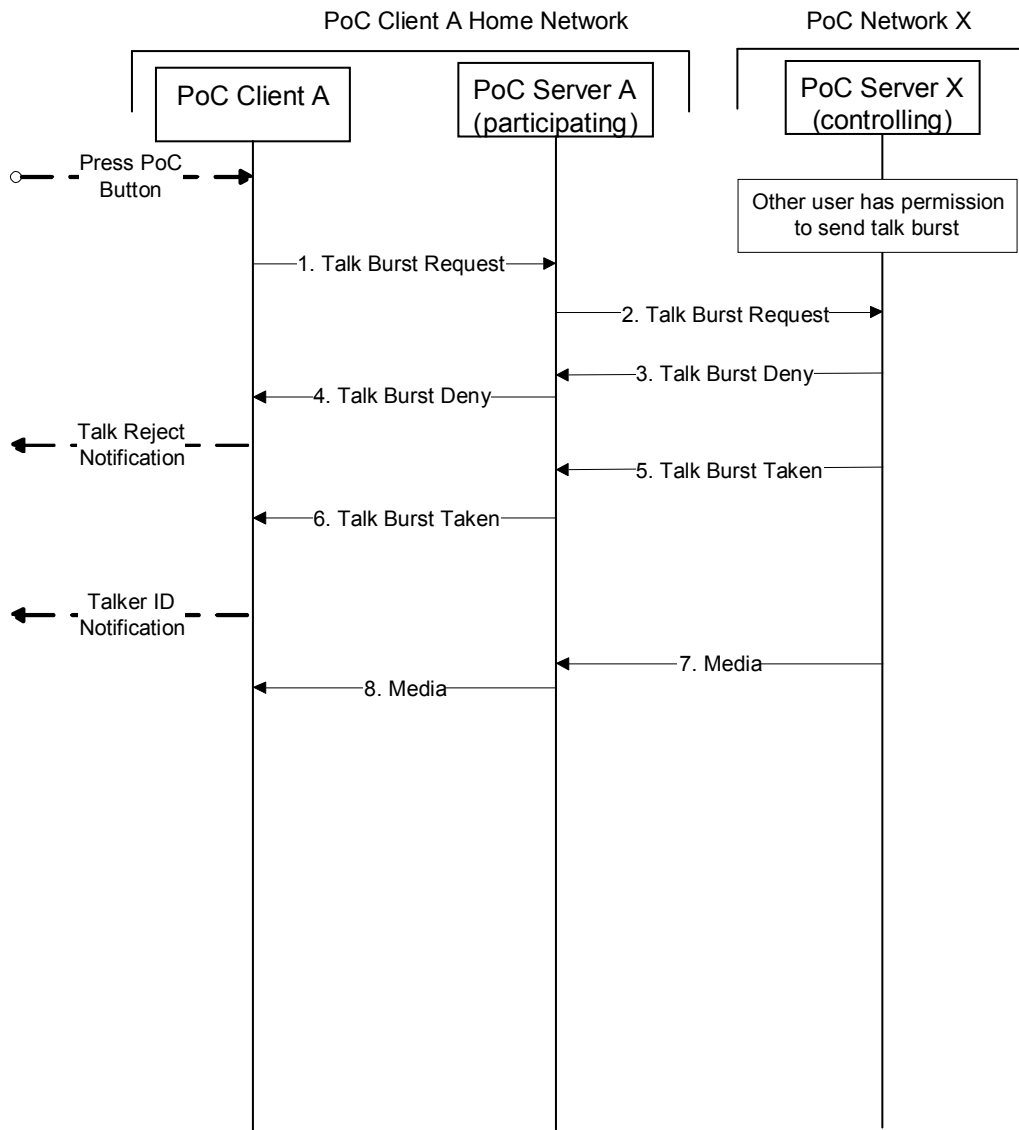 PoC Client A Home Network
PoC Network X
PoC Client A
PoC Server A
(participating)
PoC Server X
(controlling)
Press PoC
Button
Other user has permission
to send talk burst
1. Talk Burst Request
2. Talk Burst Request
3. Talk Burst Deny
4. Talk Burst Deny
Talk Reject
Notification
5. Talk Burst Taken
6. Talk Burst Taken
Talker ID
Notification
7. Media
8. Media